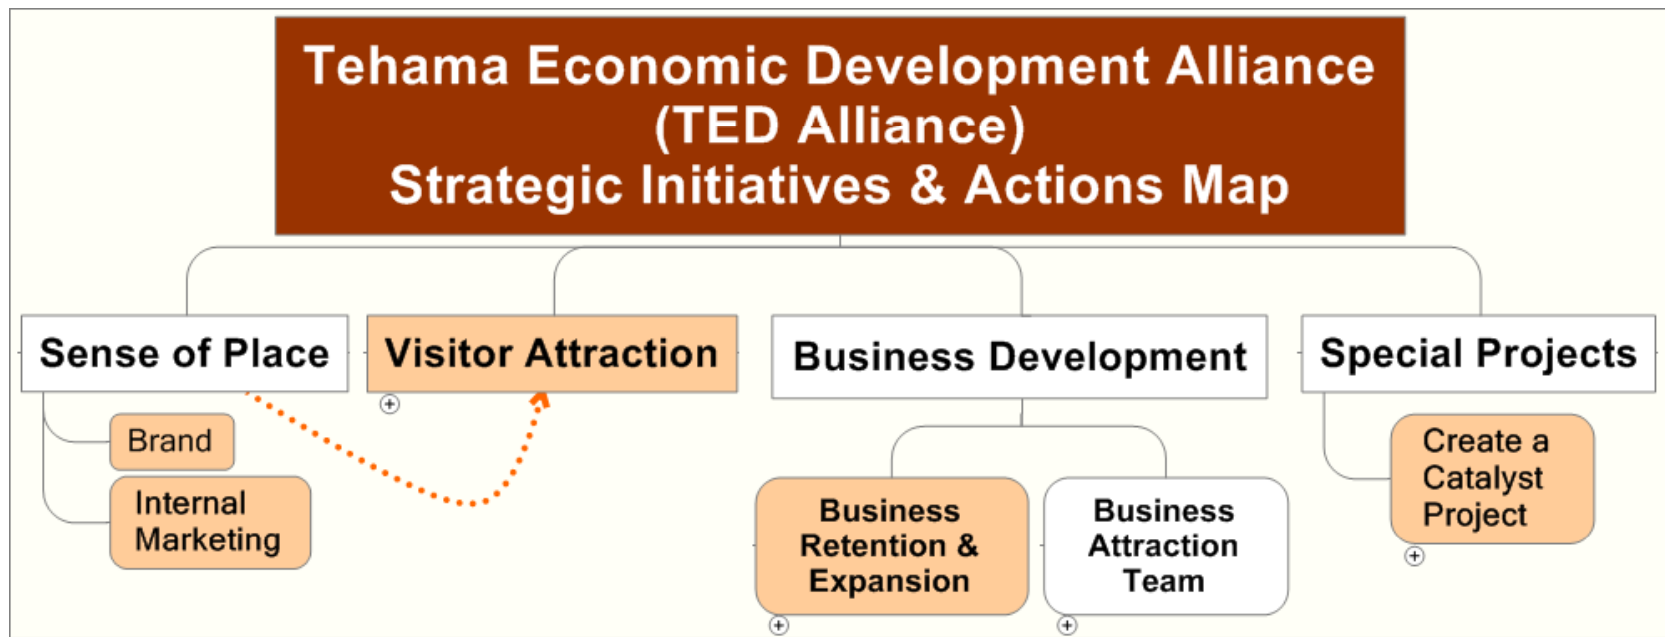 Tehama Economic Development Alliance
(TED Alliance)
Strategic Initiatives & Actions Map
Sense of Place
Visitor Attraction
Business Development
Special Projects
Brand
Internal
Marketing
Business
Retention &
Expansion
Business
Attraction
Team
Create a
Catalyst
Project